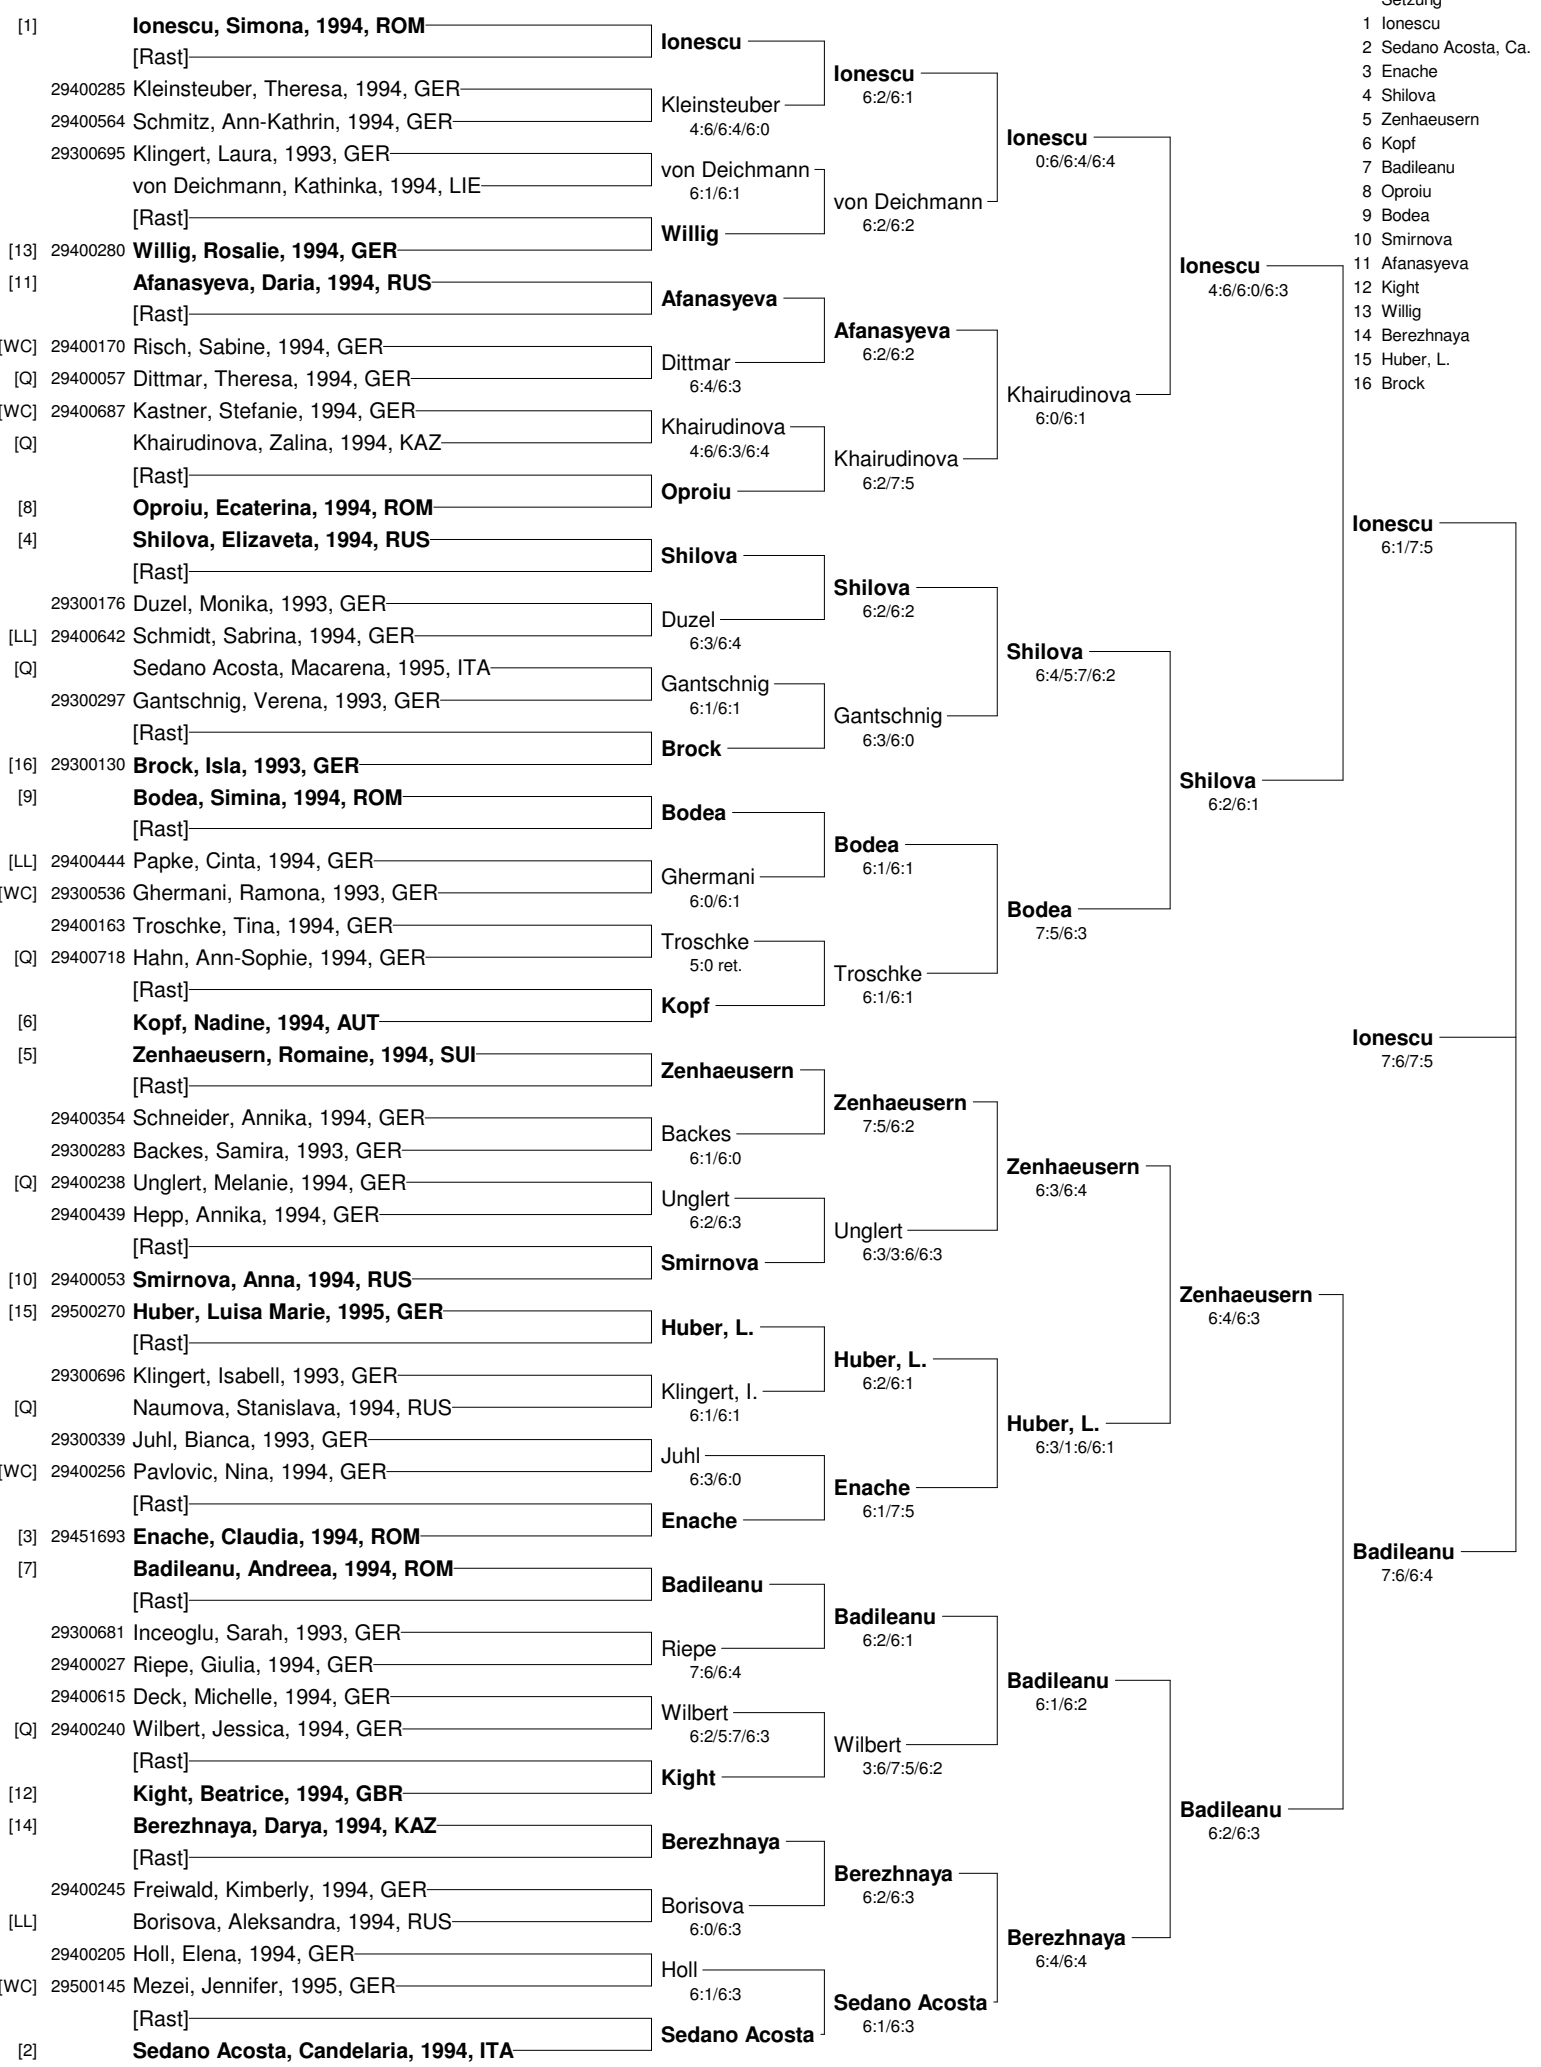 Setzung
1 Ionescu
2 Sedano Acosta, Ca.
3 Enache
4 Shilova
5 Zenhaeusern
6 Kopf
7 Badileanu
8 Oproiu
9 Bodea
10 Smirnova
11 Afanasyeva
12 Kight
13 Willig
14 Berezhnaya
15 Huber, L.
16 Brock
[1] Ionescu, Simona, 1994, ROM
[Rast]
29400285 Kleinsteuber, Theresa, 1994, GER
29400564 Schmitz, Ann-Kathrin, 1994, GER
29300695 Klingert, Laura, 1993, GER
von Deichmann, Kathinka, 1994, LIE
[Rast]
[13] 29400280 Willig, Rosalie, 1994, GER
[11] Afanasyeva, Daria, 1994, RUS
[Rast]
[WC] 29400170 Risch, Sabine, 1994, GER
[Q] 29400057 Dittmar, Theresa, 1994, GER
[WC] 29400687 Kastner, Stefanie, 1994, GER
[Q] Khairudinova, Zalina, 1994, KAZ
[Rast]
[8] Oproiu, Ecaterina, 1994, ROM
[4] Shilova, Elizaveta, 1994, RUS
[Rast]
29300176 Duzel, Monika, 1993, GER
[LL] 29400642 Schmidt, Sabrina, 1994, GER
[Q] Sedano Acosta, Macarena, 1995, ITA
29300297 Gantschnig, Verena, 1993, GER
[Rast]
[16] 29300130 Brock, Isla, 1993, GER
[9] Bodea, Simina, 1994, ROM
[Rast]
[LL] 29400444 Papke, Cinta, 1994, GER
[WC] 29300536 Ghermani, Ramona, 1993, GER
29400163 Troschke, Tina, 1994, GER
[Q] 29400718 Hahn, Ann-Sophie, 1994, GER
[Rast]
[6] Kopf, Nadine, 1994, AUT
[5] Zenhaeusern, Romaine, 1994, SUI
[Rast]
29400354 Schneider, Annika, 1994, GER
29300283 Backes, Samira, 1993, GER
[Q] 29400238 Unglert, Melanie, 1994, GER
29400439 Hepp, Annika, 1994, GER
[Rast]
[10] 29400053 Smirnova, Anna, 1994, RUS
[15] 29500270 Huber, Luisa Marie, 1995, GER
[Rast]
29300696 Klingert, Isabell, 1993, GER
[Q] Naumova, Stanislava, 1994, RUS
29300339 Juhl, Bianca, 1993, GER
[WC] 29400256 Pavlovic, Nina, 1994, GER
[Rast]
[3] 29451693 Enache, Claudia, 1994, ROM
[7] Badileanu, Andreea, 1994, ROM
[Rast]
29300681 Inceoglu, Sarah, 1993, GER
29400027 Riepe, Giulia, 1994, GER
29400615 Deck, Michelle, 1994, GER
[Q] 29400240 Wilbert, Jessica, 1994, GER
[Rast]
[12] Kight, Beatrice, 1994, GBR
[14] Berezhnaya, Darya, 1994, KAZ
[Rast]
29400245 Freiwald, Kimberly, 1994, GER
[LL] Borisova, Aleksandra, 1994, RUS
29400205 Holl, Elena, 1994, GER
[WC] 29500145 Mezei, Jennifer, 1995, GER
[Rast]
[2] Sedano Acosta, Candelaria, 1994, ITA
Ionescu
Kleinsteuber
4:6/6:4/6:0
von Deichmann
6:1/6:1
Willig
Afanasyeva
Dittmar
6:4/6:3
Khairudinova
4:6/6:3/6:4
Oproiu
Shilova
Duzel
6:3/6:4
Gantschnig
6:1/6:1
Brock
Bodea
Ghermani
6:0/6:1
Troschke
5:0 ret.
Kopf
Zenhaeusern
Backes
6:1/6:0
Unglert
6:2/6:3
Smirnova
Huber, L.
Klingert, I.
6:1/6:1
Juhl
6:3/6:0
Enache
Badileanu
Riepe
7:6/6:4
Wilbert
6:2/5:7/6:3
Kight
Berezhnaya
Borisova
6:0/6:3
Holl
6:1/6:3
Sedano Acosta
Ionescu
6:2/6:1
von Deichmann
6:2/6:2
Afanasyeva
6:2/6:2
Khairudinova
6:2/7:5
Shilova
6:2/6:2
Gantschnig
6:3/6:0
Bodea
6:1/6:1
Troschke
6:1/6:1
Zenhaeusern
7:5/6:2
Unglert
6:3/3:6/6:3
Huber, L.
6:2/6:1
Enache
6:1/7:5
Badileanu
6:2/6:1
Wilbert
3:6/7:5/6:2
Berezhnaya
6:2/6:3
Sedano Acosta
6:1/6:3
Ionescu
0:6/6:4/6:4
Khairudinova
6:0/6:1
Shilova
6:4/5:7/6:2
Bodea
7:5/6:3
Zenhaeusern
6:3/6:4
Huber, L.
6:3/1:6/6:1
Badileanu
6:1/6:2
Berezhnaya
6:4/6:4
Ionescu
4:6/6:0/6:3
Shilova
6:2/6:1
Zenhaeusern
6:4/6:3
Badileanu
6:2/6:3
Ionescu
6:1/7:5
Badileanu
7:6/6:4
Ionescu
7:6/7:5